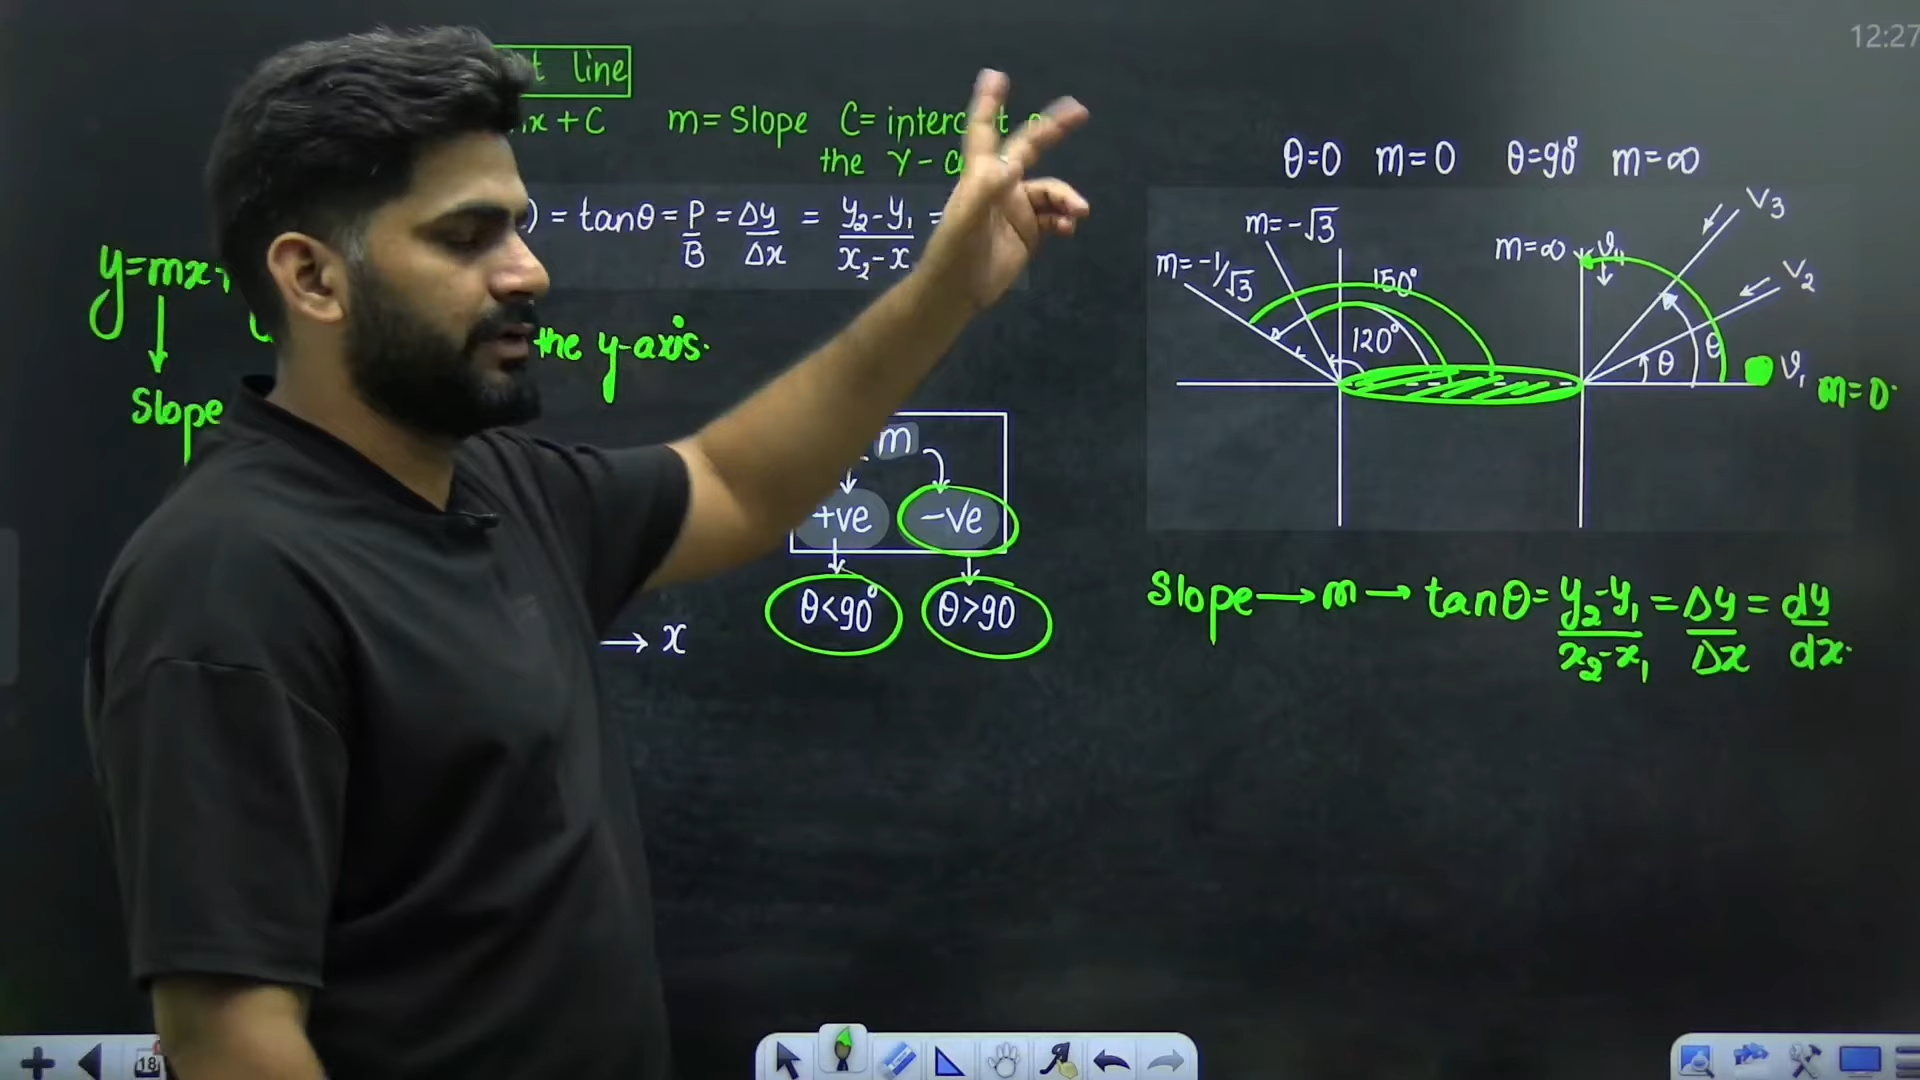 12:27
line
x + C m = Slope C = interc t
the Y -
) = tanθ = P/B = Δy/Δx = y₂-y₁/x₂-x =
y=mx+
Slope
the y-axis.
m
+ve -ve
θ<90° θ>90
→ x
θ=0 m=0 θ=90° m=∞
m=-1/√3 m=-√3 150° 120°
m=∞ V₃ V₂ θ θ v₁ m=0.
Slope → m → tanθ = y₂-y₁/x₂-x₁ = Δy/Δx = dy/dx.
18